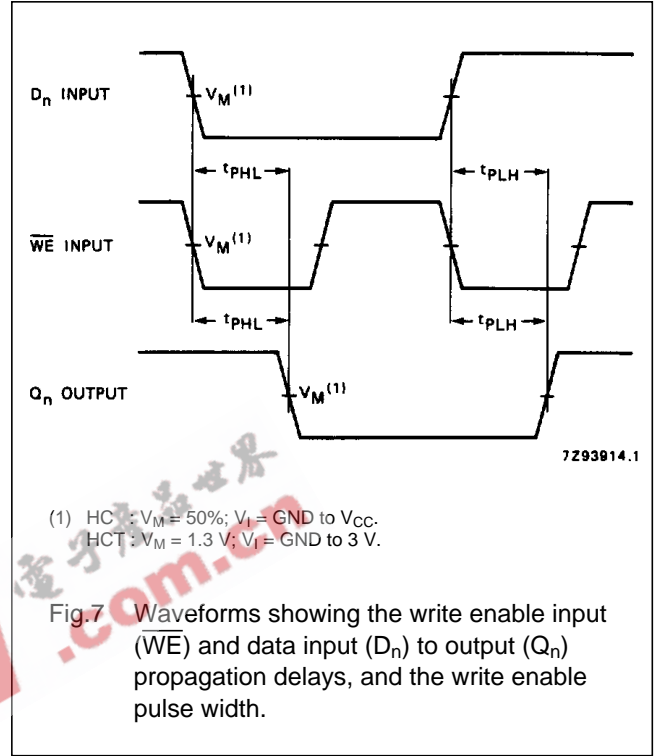 Dn INPUT
VM(1)
tPHL
tPLH
WE INPUT
VM(1)
tPHL
tPLH
Qn OUTPUT
VM(1)
7Z93914.1
(1) HC : VM = 50%; VI = GND to VCC.
HCT : VM = 1.3 V; VI = GND to 3 V.
Fig.7 Waveforms showing the write enable input
(WE) and data input (Dn) to output (Qn)
propagation delays, and the write enable
pulse width.
.com.cn